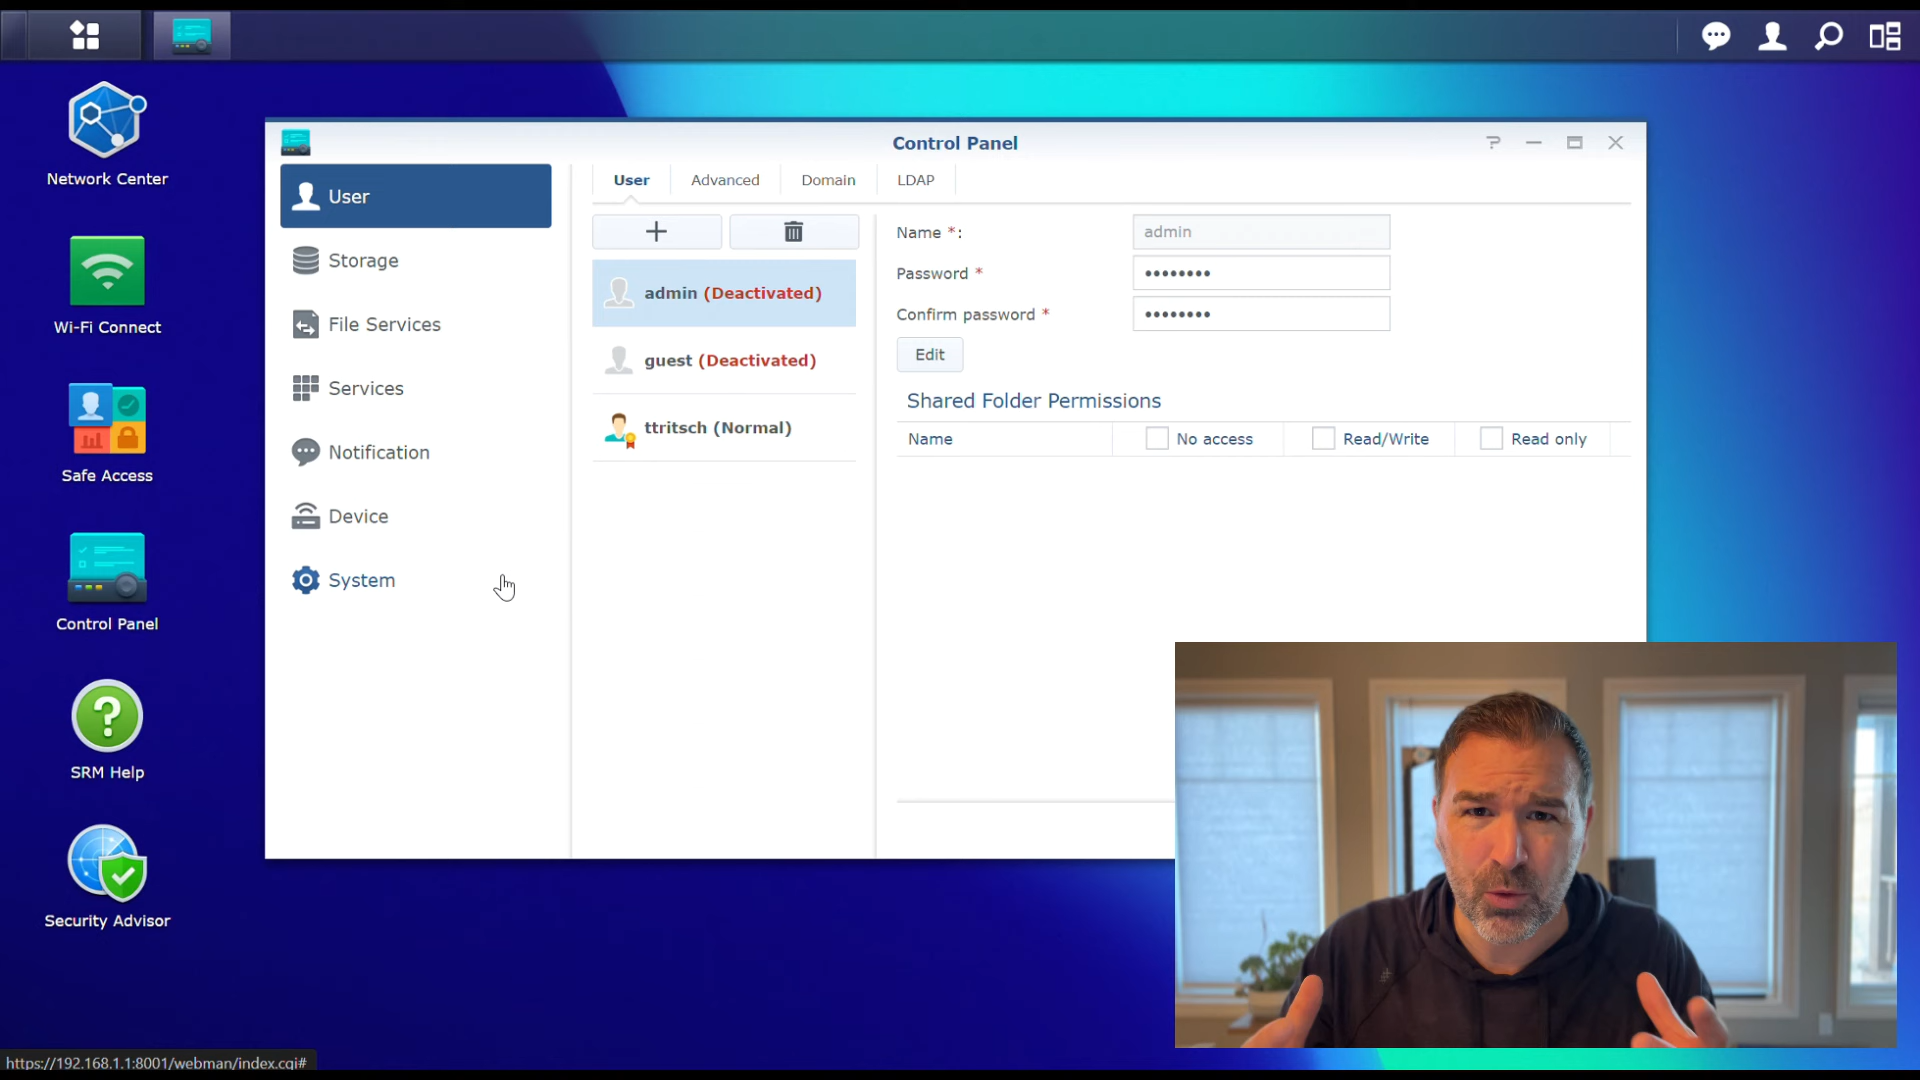 Network Center
Wi-Fi Connect
Safe Access
Control Panel
SRM Help
Security Advisor
Control Panel
User
Storage
File Services
Services
Notification
Device
System
User
Advanced
Domain
LDAP
admin (Deactivated)
guest (Deactivated)
ttritsch (Normal)
Name *:
admin
Password *
••••••••
Confirm password *
••••••••
Edit
Shared Folder Permissions
Name
No access
Read/Write
Read only
https://192.168.1.1:8001/webman/index.cgi#